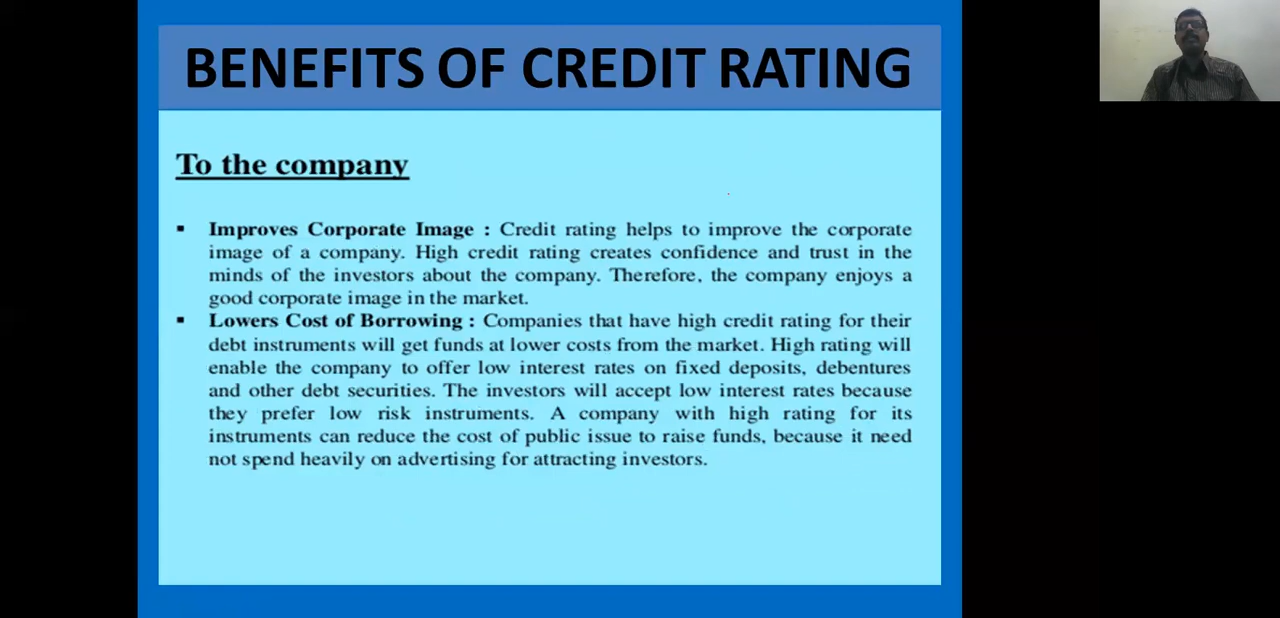 BENEFITS OF CREDIT RATING
To the company
▪ Improves Corporate Image : Credit rating helps to improve the corporate
image of a company. High credit rating creates confidence and trust in the
minds of the investors about the company. Therefore, the company enjoys a
good corporate image in the market.
▪ Lowers Cost of Borrowing : Companies that have high credit rating for their
debt instruments will get funds at lower costs from the market. High rating will
enable the company to offer low interest rates on fixed deposits, debentures
and other debt securities. The investors will accept low interest rates because
they prefer low risk instruments. A company with high rating for its
instruments can reduce the cost of public issue to raise funds, because it need
not spend heavily on advertising for attracting investors.